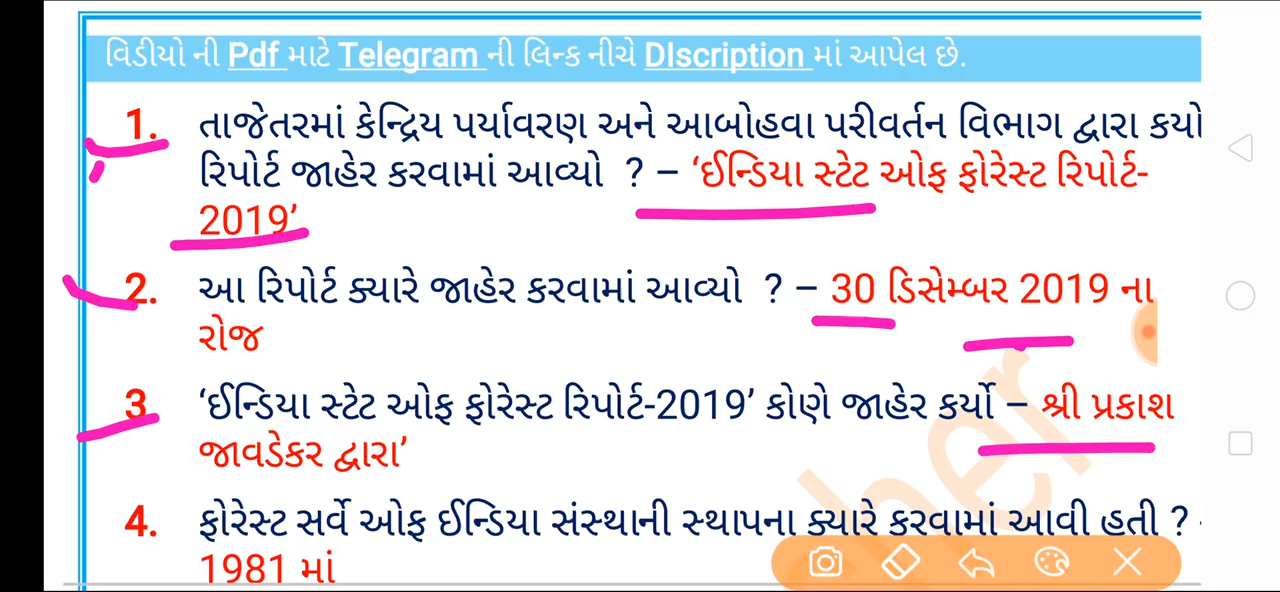 વિડીયો ની Pdf માટે Telegram ની લિન્ક નીચે DIscription માં આપેલ છે.
1. તાજેતરમાં કેન્દ્રિય પર્યાવરણ અને આબોહવા પરીવર્તન વિભાગ દ્વારા કયો
રિપોર્ટ જાહેર કરવામાં આવ્યો ? – ‘ઈન્ડિયા સ્ટેટ ઓફ ફોરેસ્ટ રિપોર્ટ-
2019’
2. આ રિપોર્ટ ક્યારે જાહેર કરવામાં આવ્યો ? – 30 ડિસેમ્બર 2019 ના
રોજ
3 ‘ઈન્ડિયા સ્ટેટ ઓફ ફોરેસ્ટ રિપોર્ટ-2019’ કોણે જાહેર કર્યો – શ્રી પ્રકાશ
જાવડેકર દ્વારા’
4. ફોરેસ્ટ સર્વે ઓફ ઈન્ડિયા સંસ્થાની સ્થાપના ક્યારે કરવામાં આવી હતી ? -
1981 માં
her